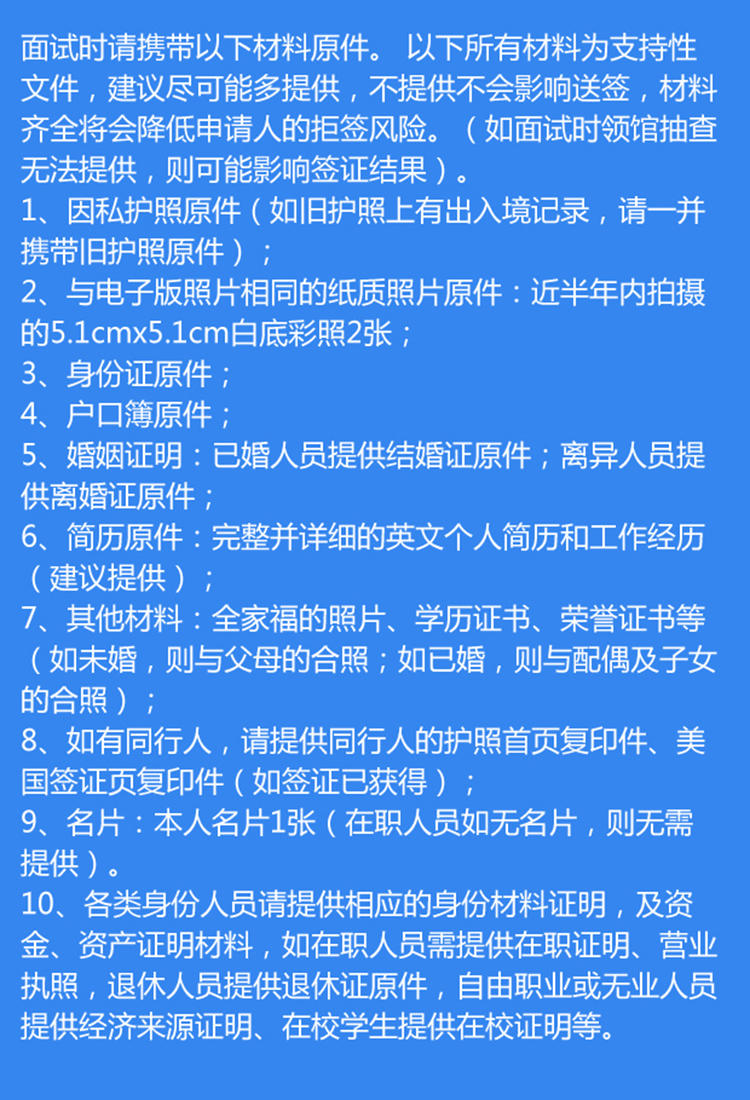 面试时请携带以下材料原件。 以下所有材料为支持性
文件，建议尽可能多提供，不提供不会影响送签，材料
齐全将会降低申请人的拒签风险。（如面试时领馆抽查
无法提供，则可能影响签证结果）。
1、因私护照原件（如旧护照上有出入境记录，请一并
携带旧护照原件）；
2、与电子版照片相同的纸质照片原件：近半年内拍摄
的5.1cmx5.1cm白底彩照2张；
3、身份证原件；
4、户口簿原件；
5、婚姻证明：已婚人员提供结婚证原件；离异人员提
供离婚证原件；
6、简历原件：完整并详细的英文个人简历和工作经历
（建议提供）；
7、其他材料：全家福的照片、学历证书、荣誉证书等
（如未婚，则与父母的合照；如已婚，则与配偶及子女
的合照）；
8、如有同行人，请提供同行人的护照首页复印件、美
国签证页复印件（如签证已获得）；
9、名片：本人名片1张（在职人员如无名片，则无需
提供）。
10、各类身份人员请提供相应的身份材料证明，及资
金、资产证明材料，如在职人员需提供在职证明、营业
执照，退休人员提供退休证原件，自由职业或无业人员
提供经济来源证明、在校学生提供在校证明等。